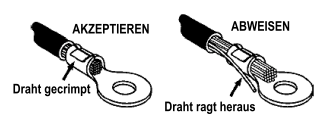 AKZEPTIEREN
ABWEISEN
Draht gecrimpt
Draht ragt heraus